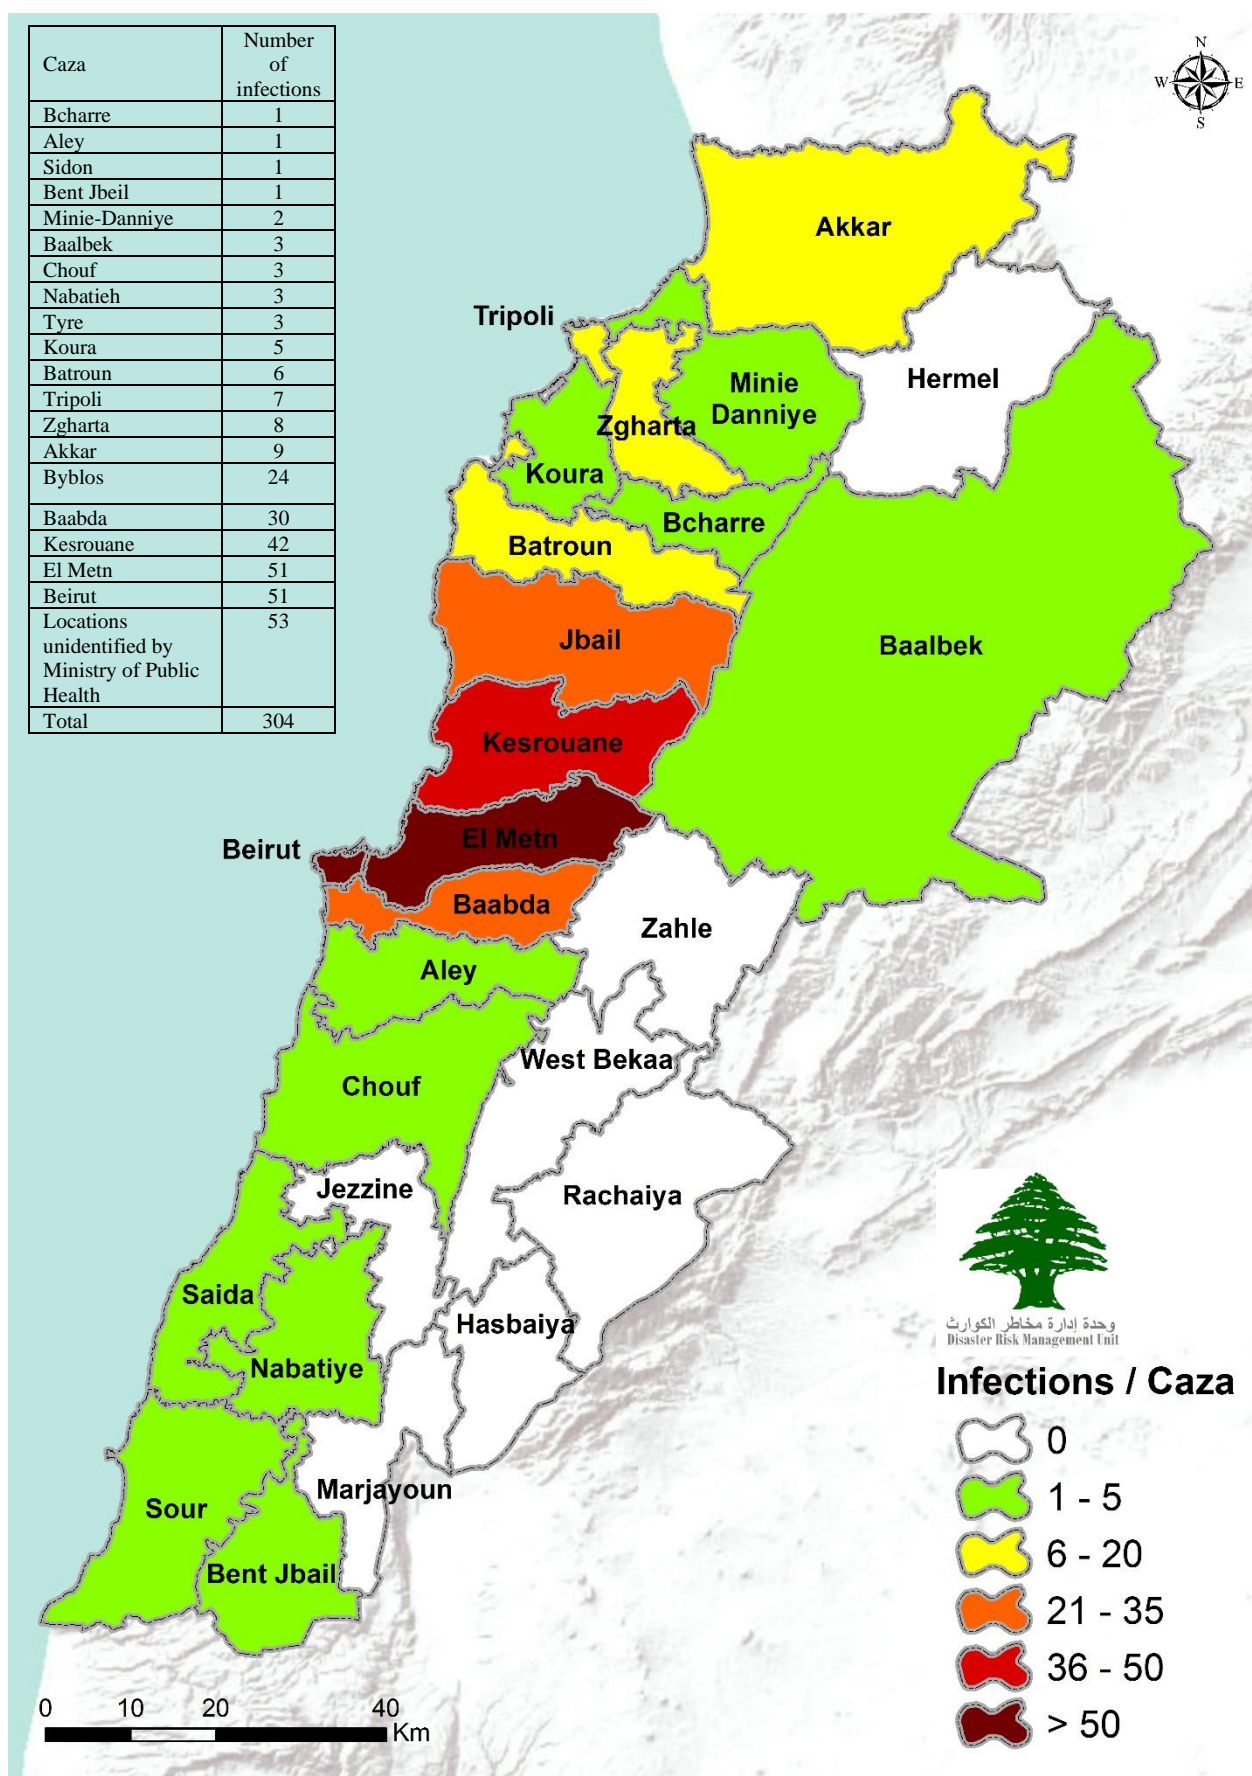 Caza
Number
of
infections
Bcharre 1
Aley 1
Sidon 1
Bent Jbeil 1
Minie-Danniye 2
Baalbek 3
Chouf 3
Nabatieh 3
Tyre 3
Koura 5
Batroun 6
Tripoli 7
Zgharta 8
Akkar 9
Byblos 24
Baabda 30
Kesrouane 42
El Metn 51
Beirut 51
Locations 53
unidentified by
Ministry of Public
Health
Total 304
N
W E
S
Akkar
Tripoli
Hermel
Minie
Danniye
Zgharta
Koura
Bcharre
Batroun
Jbail
Baalbek
Kesrouane
El Metn
Beirut
Baabda
Zahle
Aley
West Bekaa
Chouf
Jezzine
Rachaiya
Saida
Hasbaiya
Nabatiye
Marjayoun
Sour
Bent Jbail
وحدة إدارة مخاطر الكوارث
Disaster Risk Management Unit
Infections / Caza
0
1 - 5
6 - 20
21 - 35
36 - 50
> 50
0 10 20 40
Km